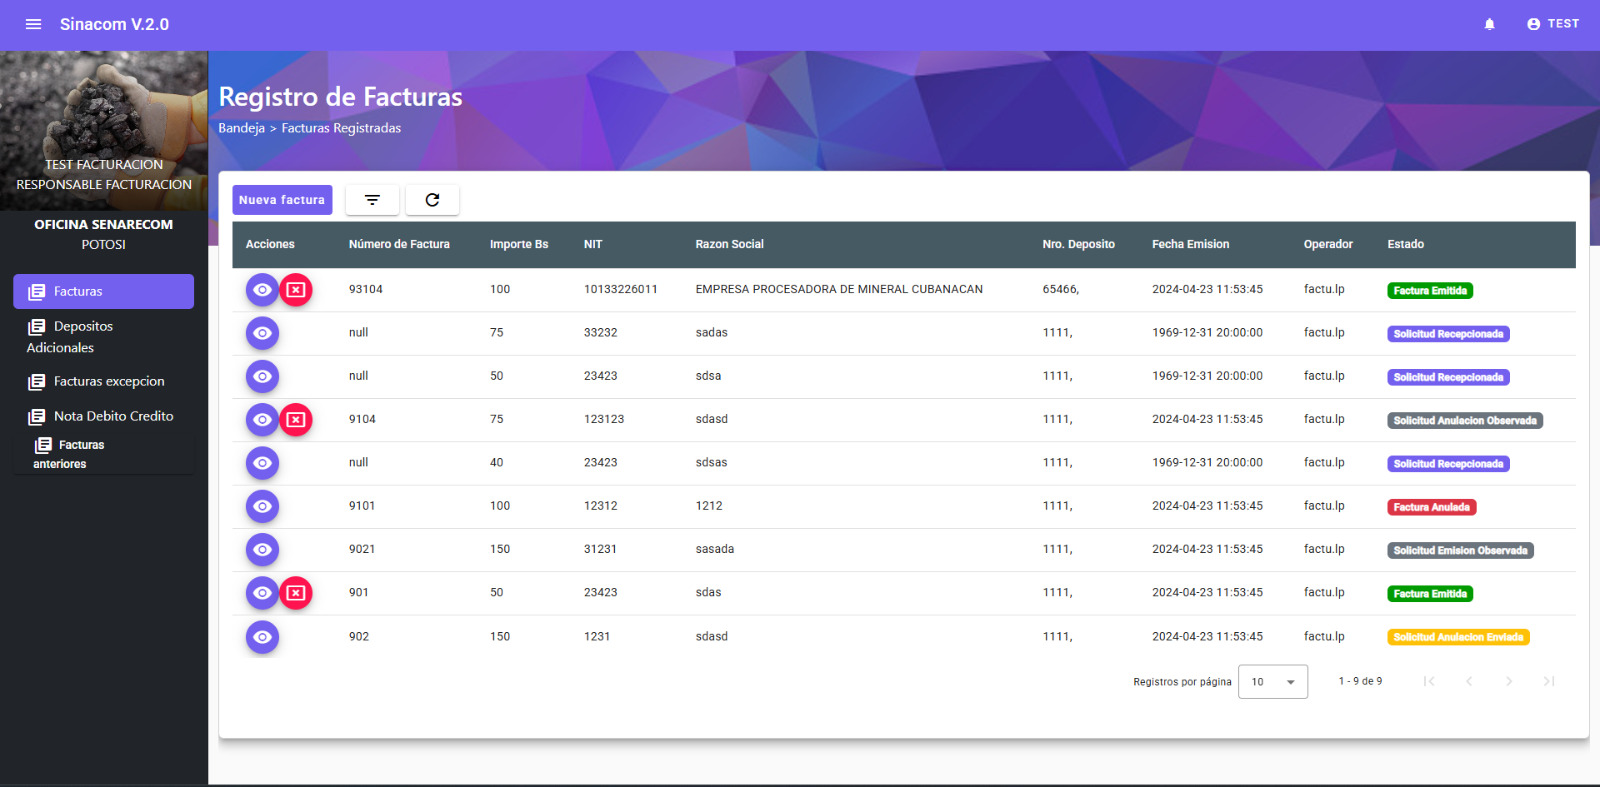 Sinacom V.2.0
TEST
TEST FACTURACION
RESPONSABLE FACTURACION
OFICINA SENARECOM
POTOSI
Facturas
Depositos
Adicionales
Facturas excepcion
Nota Debito Credito
Facturas
anteriores
Registro de Facturas
Bandeja > Facturas Registradas
Nueva factura
Acciones Número de Factura Importe Bs NIT Razon Social Nro. Deposito Fecha Emision Operador Estado
93104 100 10133226011 EMPRESA PROCESADORA DE MINERAL CUBANACAN 65466, 2024-04-23 11:53:45 factu.lp Factura Emitida
null 75 33232 sadas 1111, 1969-12-31 20:00:00 factu.lp Solicitud Recepcionada
null 50 23423 sdsa 1111, 1969-12-31 20:00:00 factu.lp Solicitud Recepcionada
9104 75 123123 sdasd 1111, 2024-04-23 11:53:45 factu.lp Solicitud Anulacion Observada
null 40 23423 sdsas 1111, 1969-12-31 20:00:00 factu.lp Solicitud Recepcionada
9101 100 12312 1212 1111, 2024-04-23 11:53:45 factu.lp Factura Anulada
9021 150 31231 sasada 1111, 2024-04-23 11:53:45 factu.lp Solicitud Emision Observada
901 50 23423 sdas 1111, 2024-04-23 11:53:45 factu.lp Factura Emitida
902 150 1231 sdasd 1111, 2024-04-23 11:53:45 factu.lp Solicitud Anulacion Enviada
Registros por página 10 1 - 9 de 9